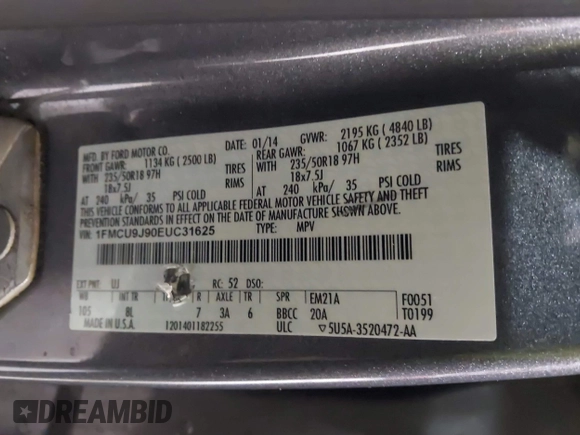 MFD. BY FORD MOTOR CO.
DATE: 01/14 GVWR: 2195 KG ( 4840 LB)
FRONT GAWR: 1134 KG ( 2500 LB) REAR GAWR: 1067 KG ( 2352 LB)
WITH 235/50R18 97H TIRES WITH 235/50R18 97H TIRES
18x7.5J RIMS 18x7.5J RIMS
AT 240 kPa/ 35 PSI COLD AT 240 kPa/ 35 PSI COLD
THIS VEHICLE CONFORMS TO ALL APPLICABLE FEDERAL MOTOR VEHICLE SAFETY AND THEFT
PREVENTION STANDARDS IN EFFECT ON THE DATE OF MANUFACTURE SHOWN ABOVE.
VIN: 1FMCU9J90EUC31625 TYPE: MPV
EXT PNT: RC: 52 DSO:
WB INT TR R AXLE TR SPR EM21A F0051
105 BL 7 3A 6 BBCC 20A T0199
MADE IN U.S.A. 1201401182255 ULC 5U5A-3520472-AA
DREAMBID